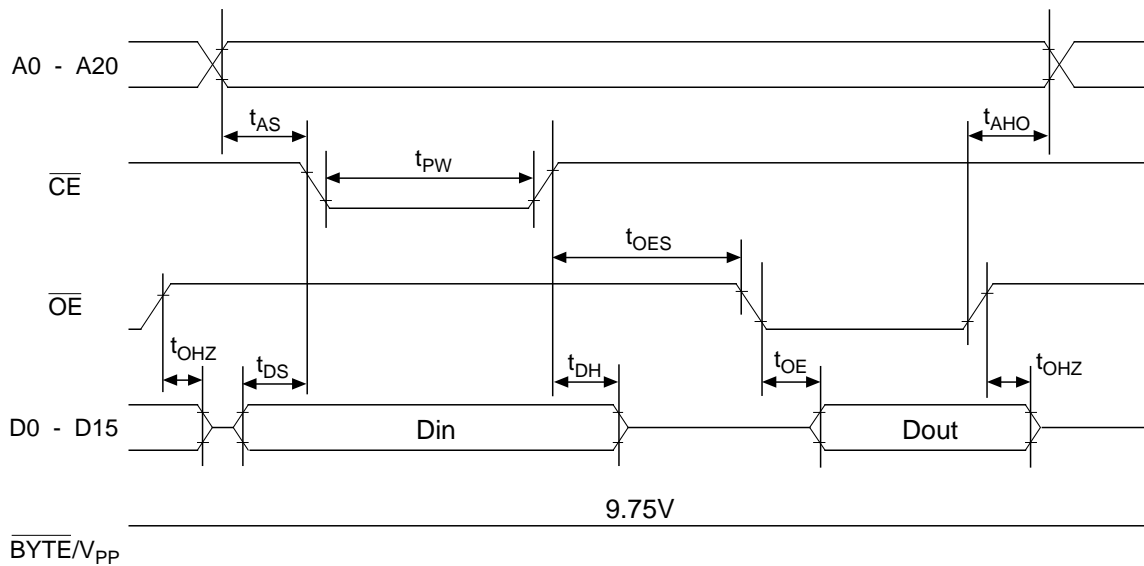 A0 - A20
tAS
tAHO
CE
tPW
tOES
OE
tOHZ
tDS
tDH
tOE
tOHZ
D0 - D15
Din
Dout
9.75V
BYTE/VPP